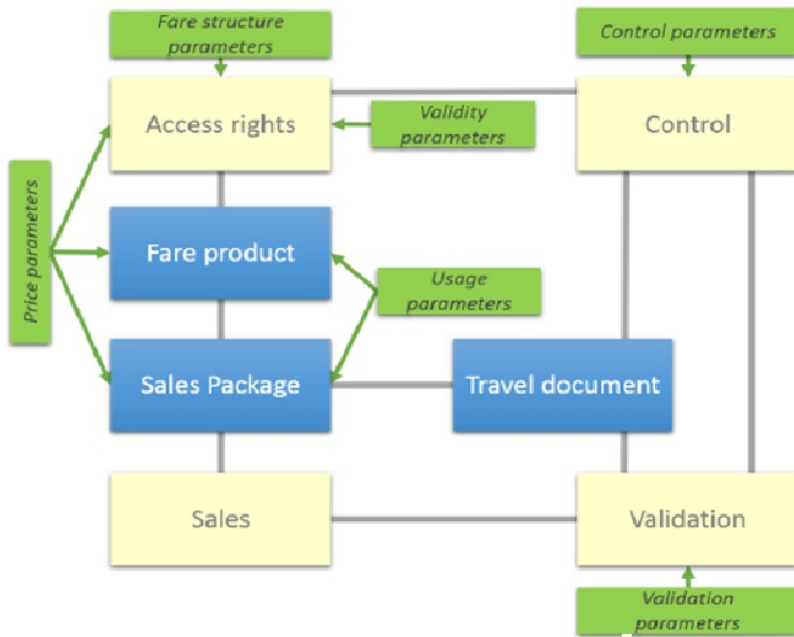 Fare structure
parameters
Control parameters
Access rights
Validity
parameters
Control
Price parameters
Fare product
Usage
parameters
Sales Package
Travel document
Sales
Validation
Validation
parameters